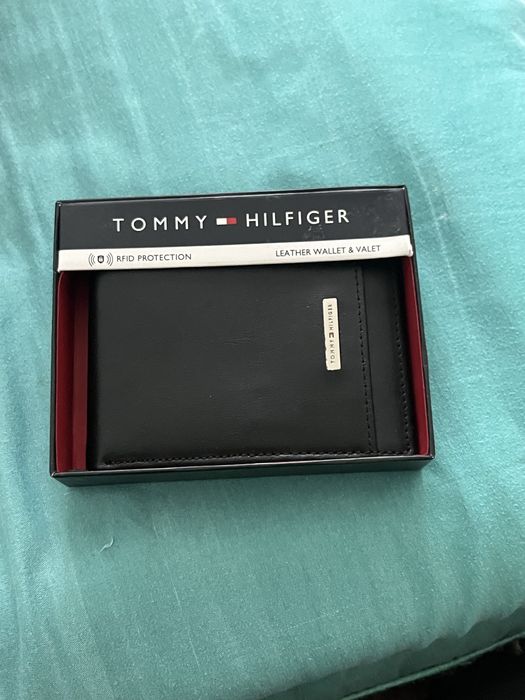 TOMMY HILFIGER
RFID PROTECTION
LEATHER WALLET & VALET
TOMMY HILFIGER